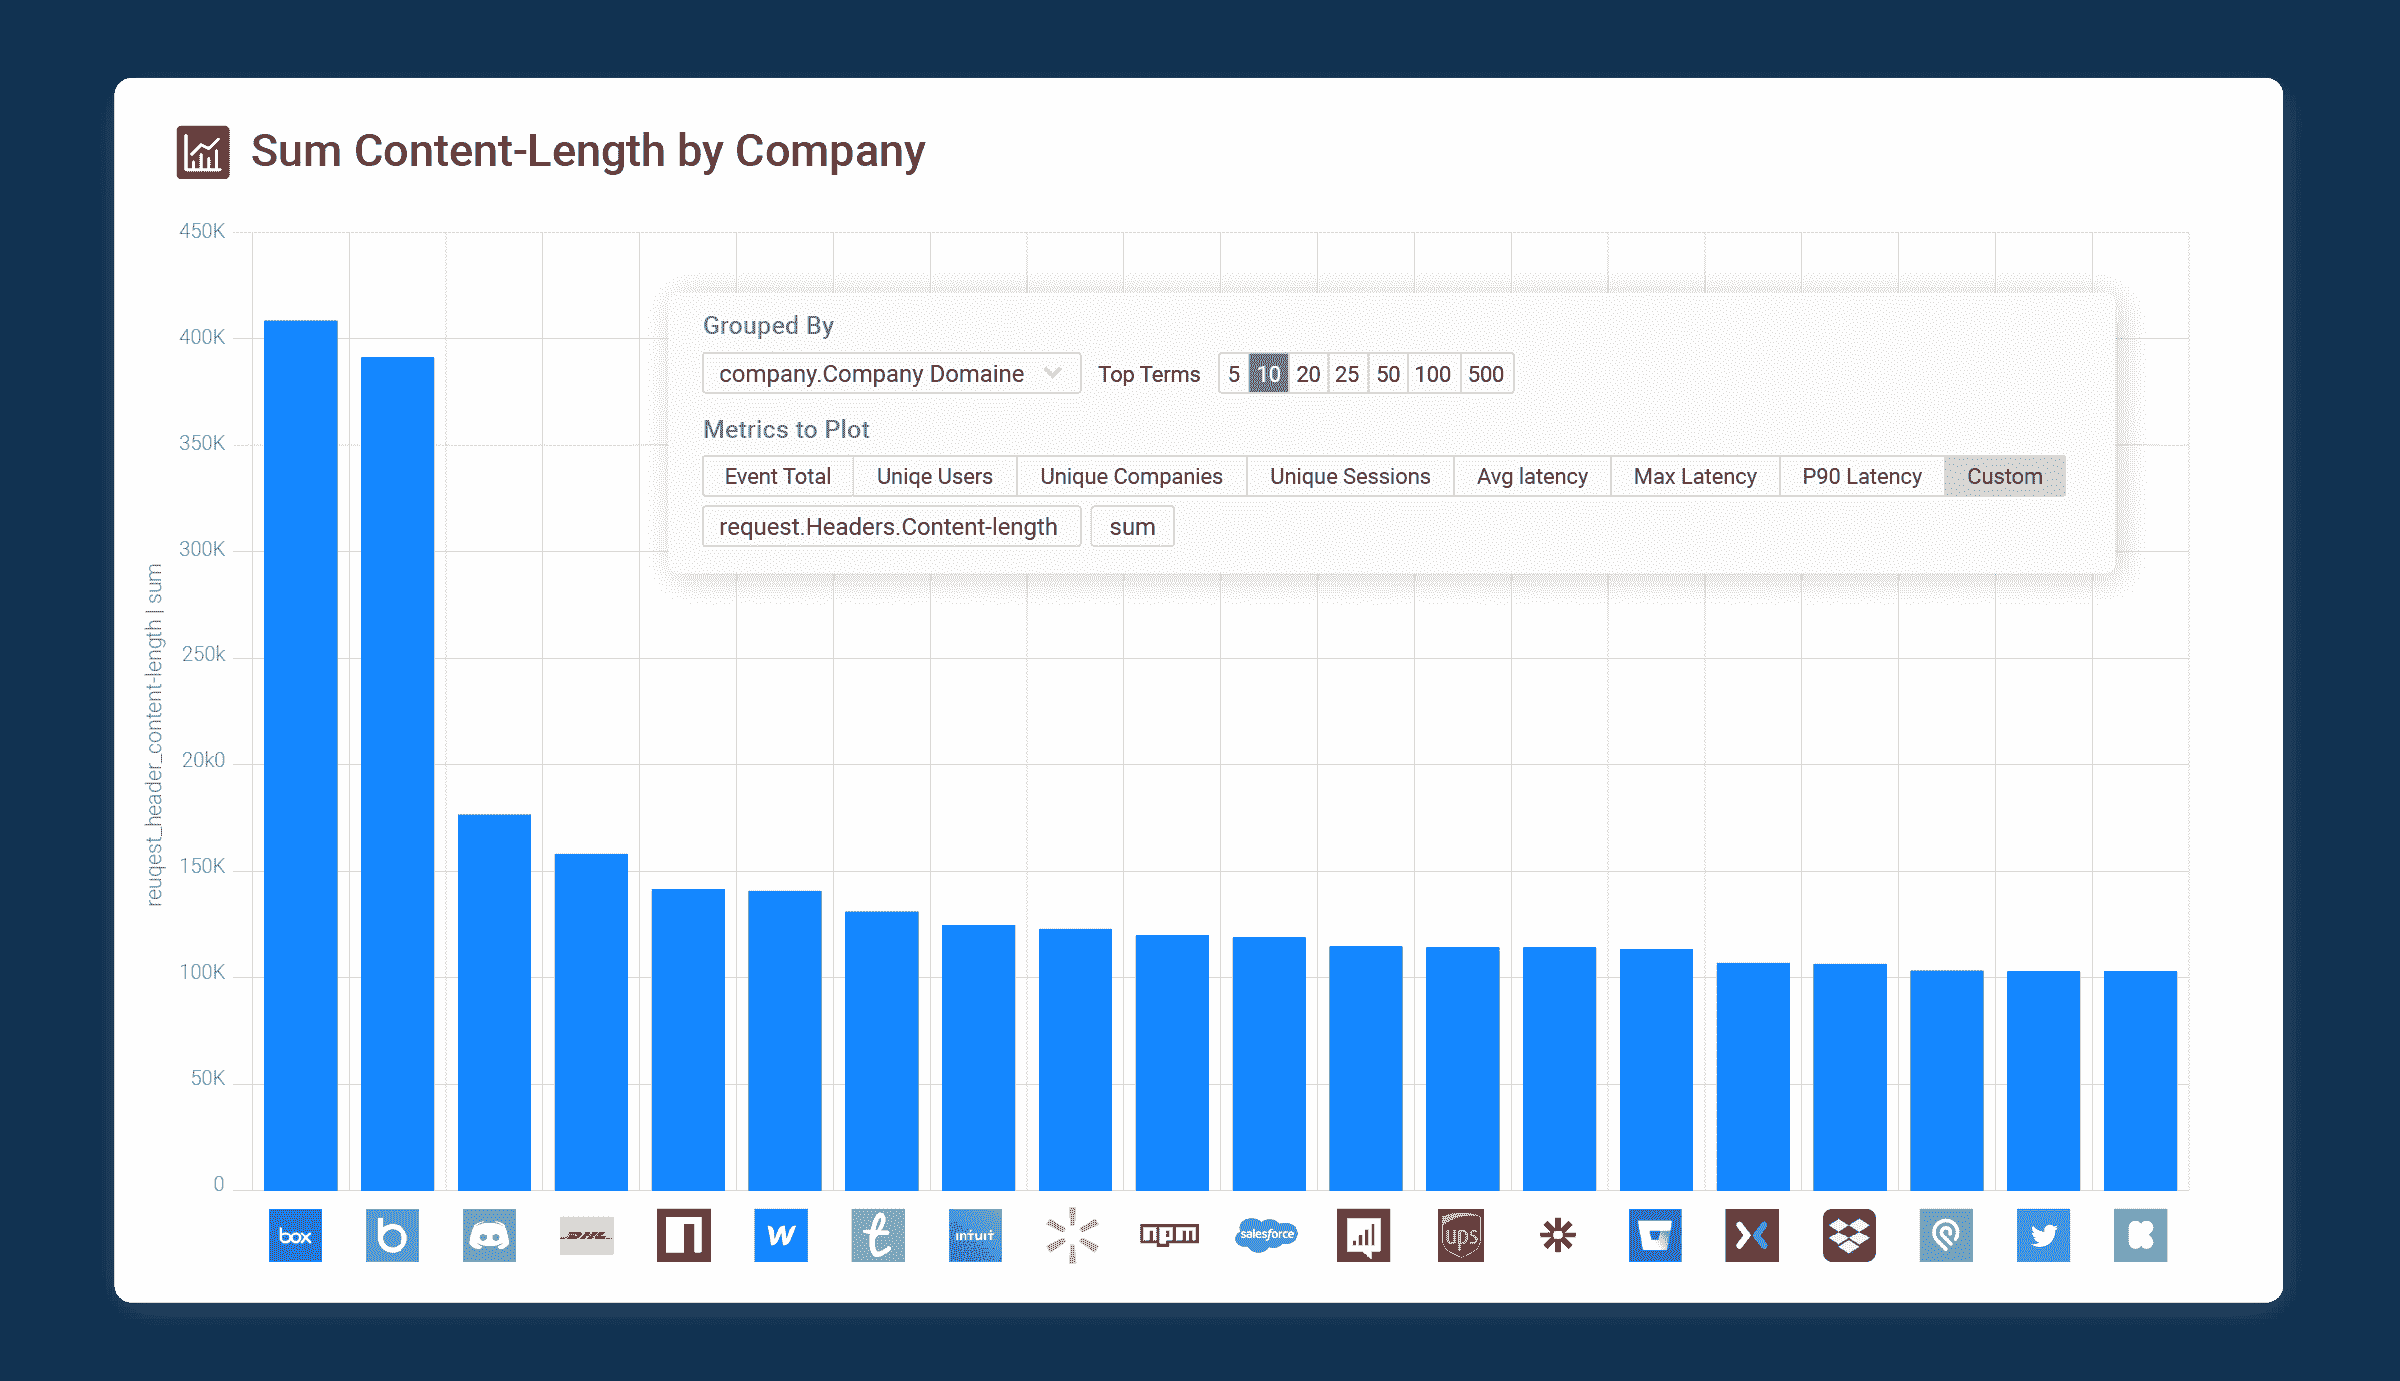 Sum Content-Length by Company
450K
400K
350K
300K
250k
20k0
150K
100K
50K
0
reuqest_header_content-length | sum
Grouped By
company.Company Domaine
Top Terms
5 10 20 25 50 100 500
Metrics to Plot
Event Total Uniqe Users Unique Companies Unique Sessions Avg latency Max Latency P90 Latency Custom
request.Headers.Content-length sum
box b DHL n w t INTUIT npm salesforce ups K